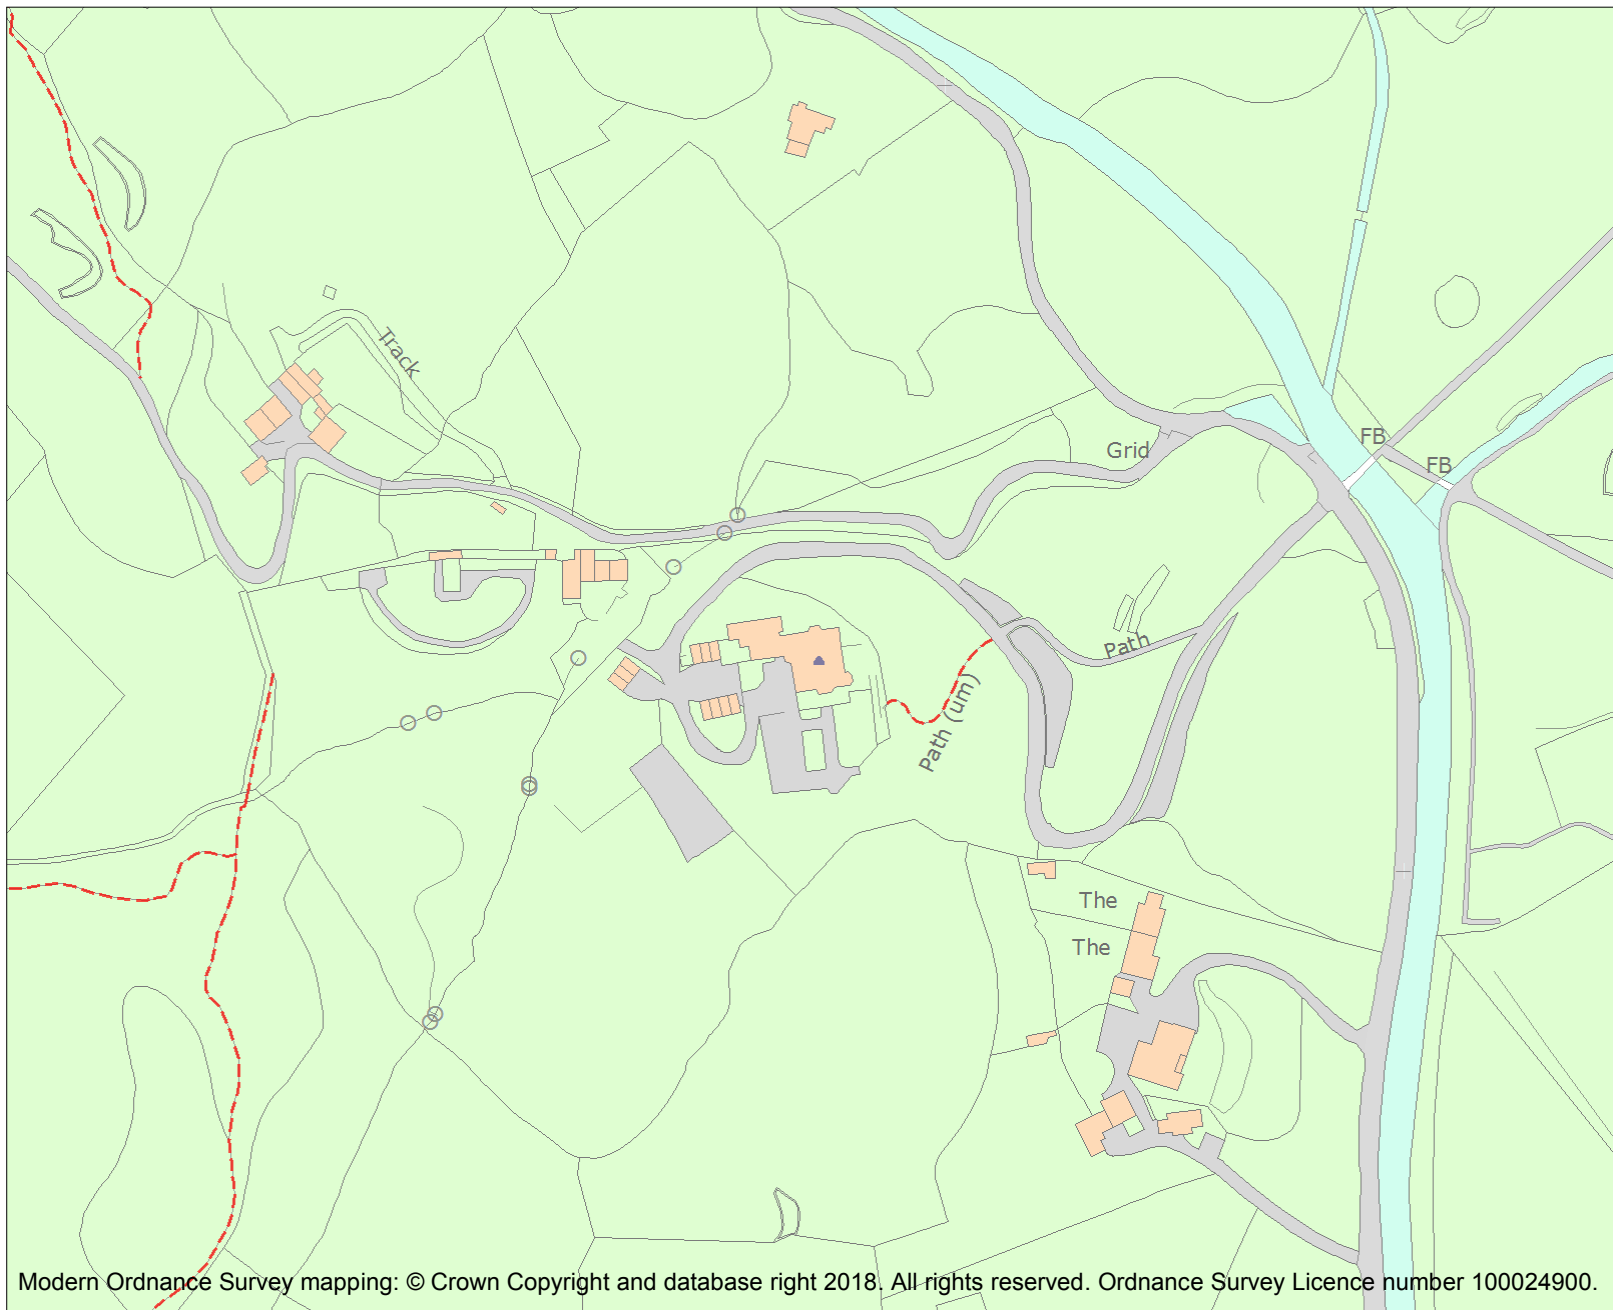 Track
FB
Grid
FB
Path
Path (um)
The
The
Modern Ordnance Survey mapping: © Crown Copyright and database right 2018. All rights reserved. Ordnance Survey Licence number 100024900.